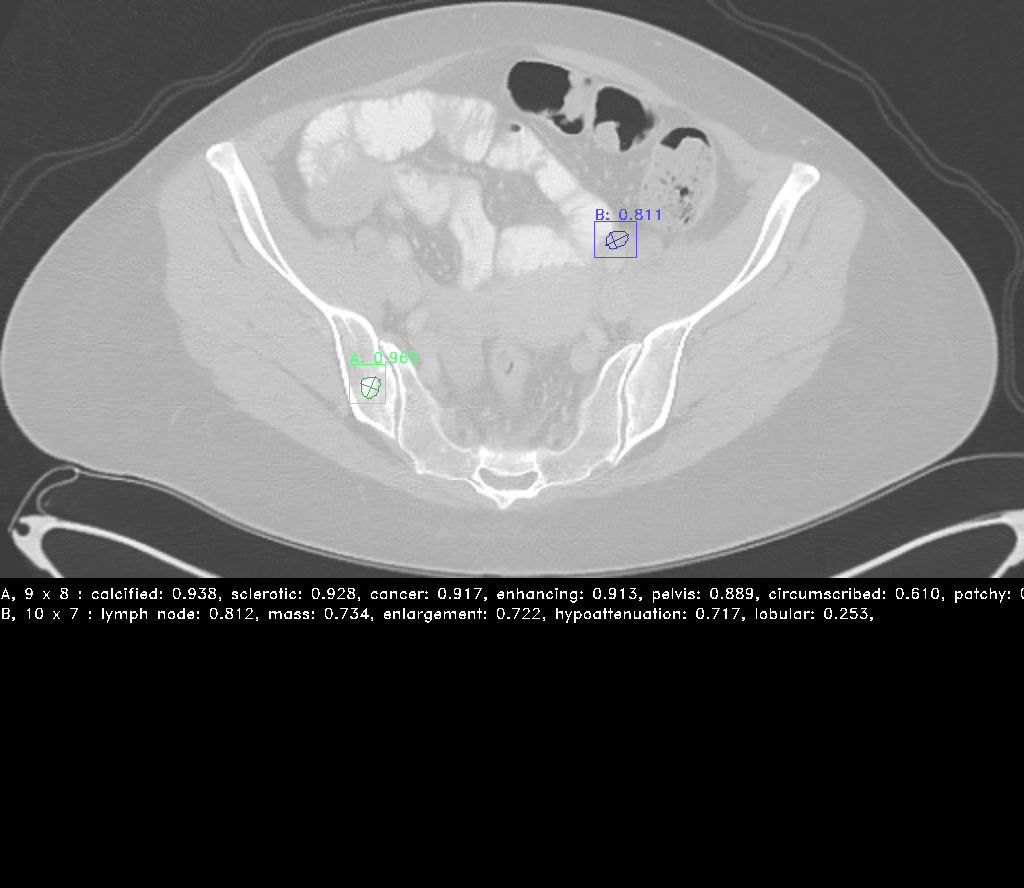 B: 0.811
A: 0.960
A, 9 x 8 : calcified: 0.938, sclerotic: 0.928, cancer: 0.917, enhancing: 0.913, pelvis: 0.889, circumscribed: 0.610, patchy:
B, 10 x 7 : lymph node: 0.812, mass: 0.734, enlargement: 0.722, hypoattenuation: 0.717, lobular: 0.253,